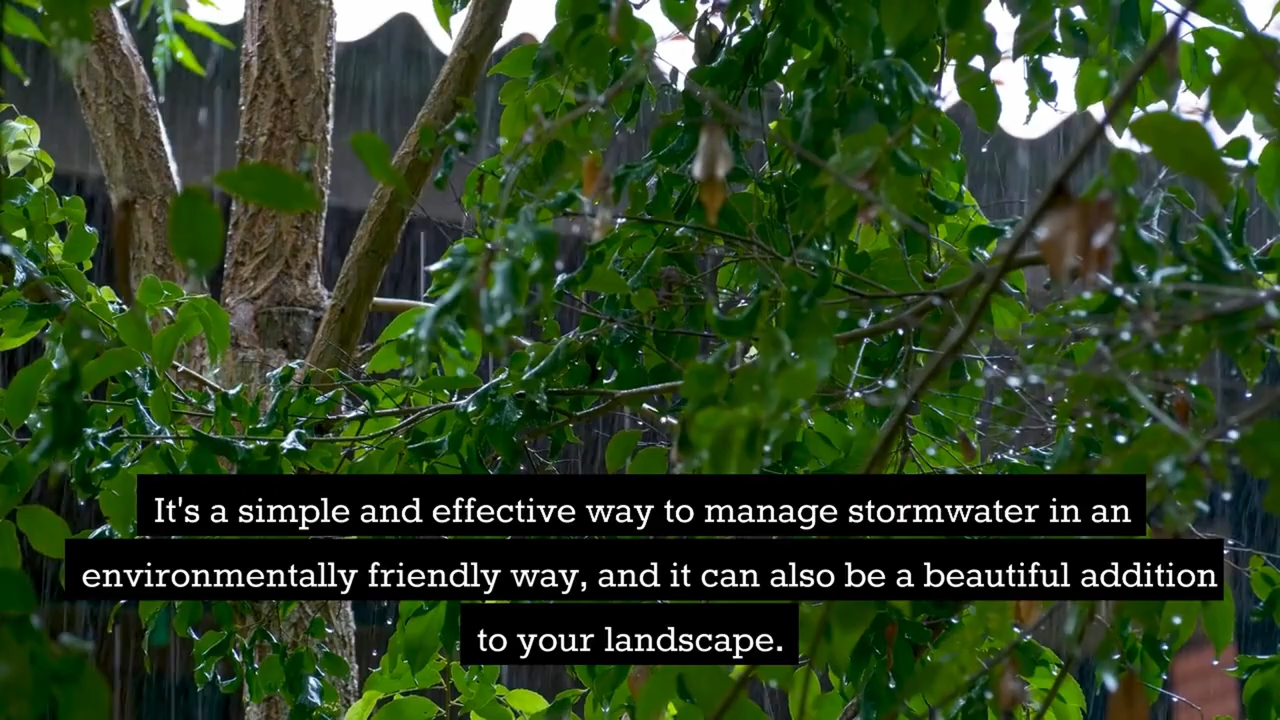 It's a simple and effective way to manage stormwater in an
environmentally friendly way, and it can also be a beautiful addition
to your landscape.